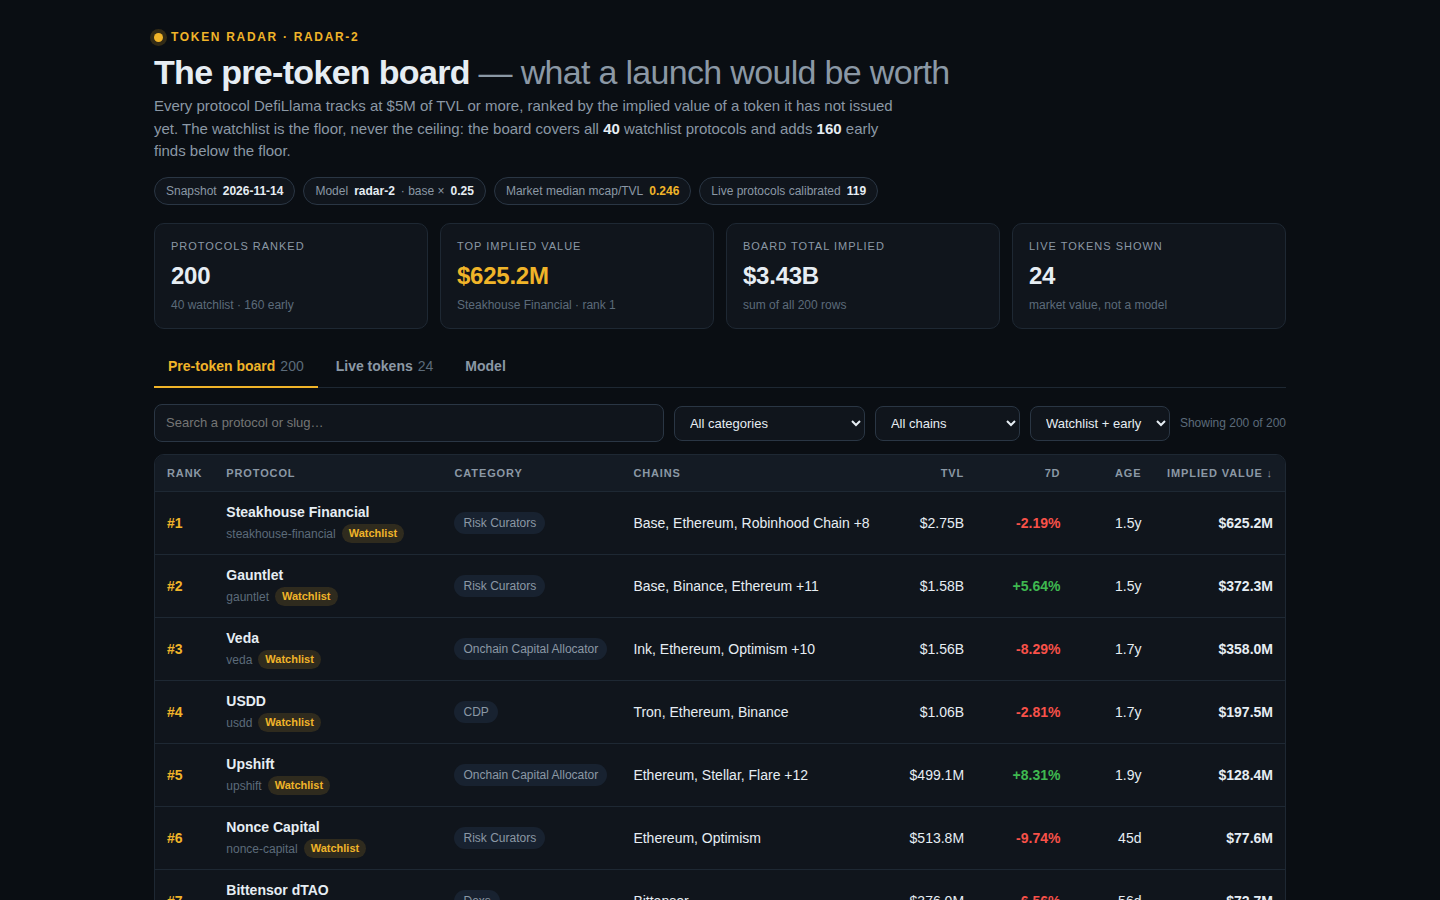 TOKEN RADAR · RADAR-2
The pre-token board — what a launch would be worth
Every protocol DefiLlama tracks at $5M of TVL or more, ranked by the implied value of a token it has not issued
yet. The watchlist is the floor, never the ceiling: the board covers all 40 watchlist protocols and adds 160 early
finds below the floor.
Snapshot 2026-11-14 Model radar-2 · base × 0.25 Market median mcap/TVL 0.246 Live protocols calibrated 119
PROTOCOLS RANKED TOP IMPLIED VALUE BOARD TOTAL IMPLIED LIVE TOKENS SHOWN
200 $625.2M $3.43B 24
40 watchlist · 160 early Steakhouse Financial · rank 1 sum of all 200 rows market value, not a model
Pre-token board 200 Live tokens 24 Model
Search a protocol or slug… All categories All chains Watchlist + early Showing 200 of 200
RANK PROTOCOL CATEGORY CHAINS TVL 7D AGE IMPLIED VALUE ↓
#1 Steakhouse Financial Risk Curators Base, Ethereum, Robinhood Chain +8 $2.75B -2.19% 1.5y $625.2M
steakhouse-financial Watchlist
#2 Gauntlet Risk Curators Base, Binance, Ethereum +11 $1.58B +5.64% 1.5y $372.3M
gauntlet Watchlist
#3 Veda Onchain Capital Allocator Ink, Ethereum, Optimism +10 $1.56B -8.29% 1.7y $358.0M
veda Watchlist
#4 USDD CDP Tron, Ethereum, Binance $1.06B -2.81% 1.7y $197.5M
usdd Watchlist
#5 Upshift Onchain Capital Allocator Ethereum, Stellar, Flare +12 $499.1M +8.31% 1.9y $128.4M
upshift Watchlist
#6 Nonce Capital Risk Curators Ethereum, Optimism $513.8M -9.74% 45d $77.6M
nonce-capital Watchlist
Bittensor dTAO